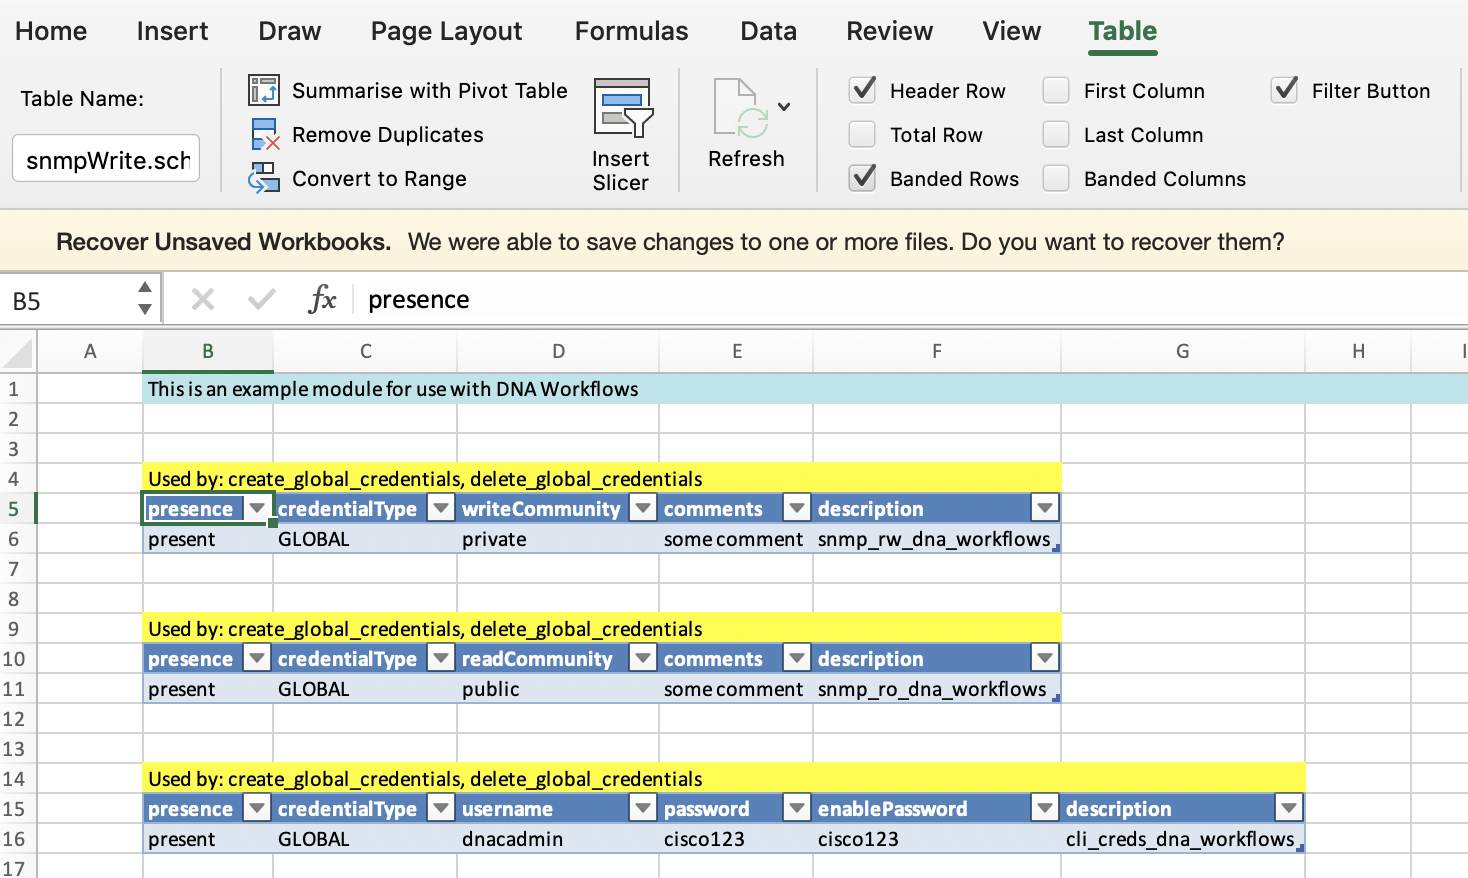 Home Insert Draw Page Layout Formulas Data Review View Table
Table Name:
snmpWrite.sch
Summarise with Pivot Table
Remove Duplicates
Convert to Range
Insert
Slicer
Refresh
Header Row First Column Filter Button
Total Row Last Column
Banded Rows Banded Columns
Recover Unsaved Workbooks. We were able to save changes to one or more files. Do you want to recover them?
B5 fx presence
A B C D E F G H I
1 This is an example module for use with DNA Workflows
2
3
4 Used by: create_global_credentials, delete_global_credentials
5 presence credentialType writeCommunity comments description
6 present GLOBAL private some comment snmp_rw_dna_workflows
7
8
9 Used by: create_global_credentials, delete_global_credentials
10 presence credentialType readCommunity comments description
11 present GLOBAL public some comment snmp_ro_dna_workflows
12
13
14 Used by: create_global_credentials, delete_global_credentials
15 presence credentialType username password enablePassword description
16 present GLOBAL dnacadmin cisco123 cisco123 cli_creds_dna_workflows
17